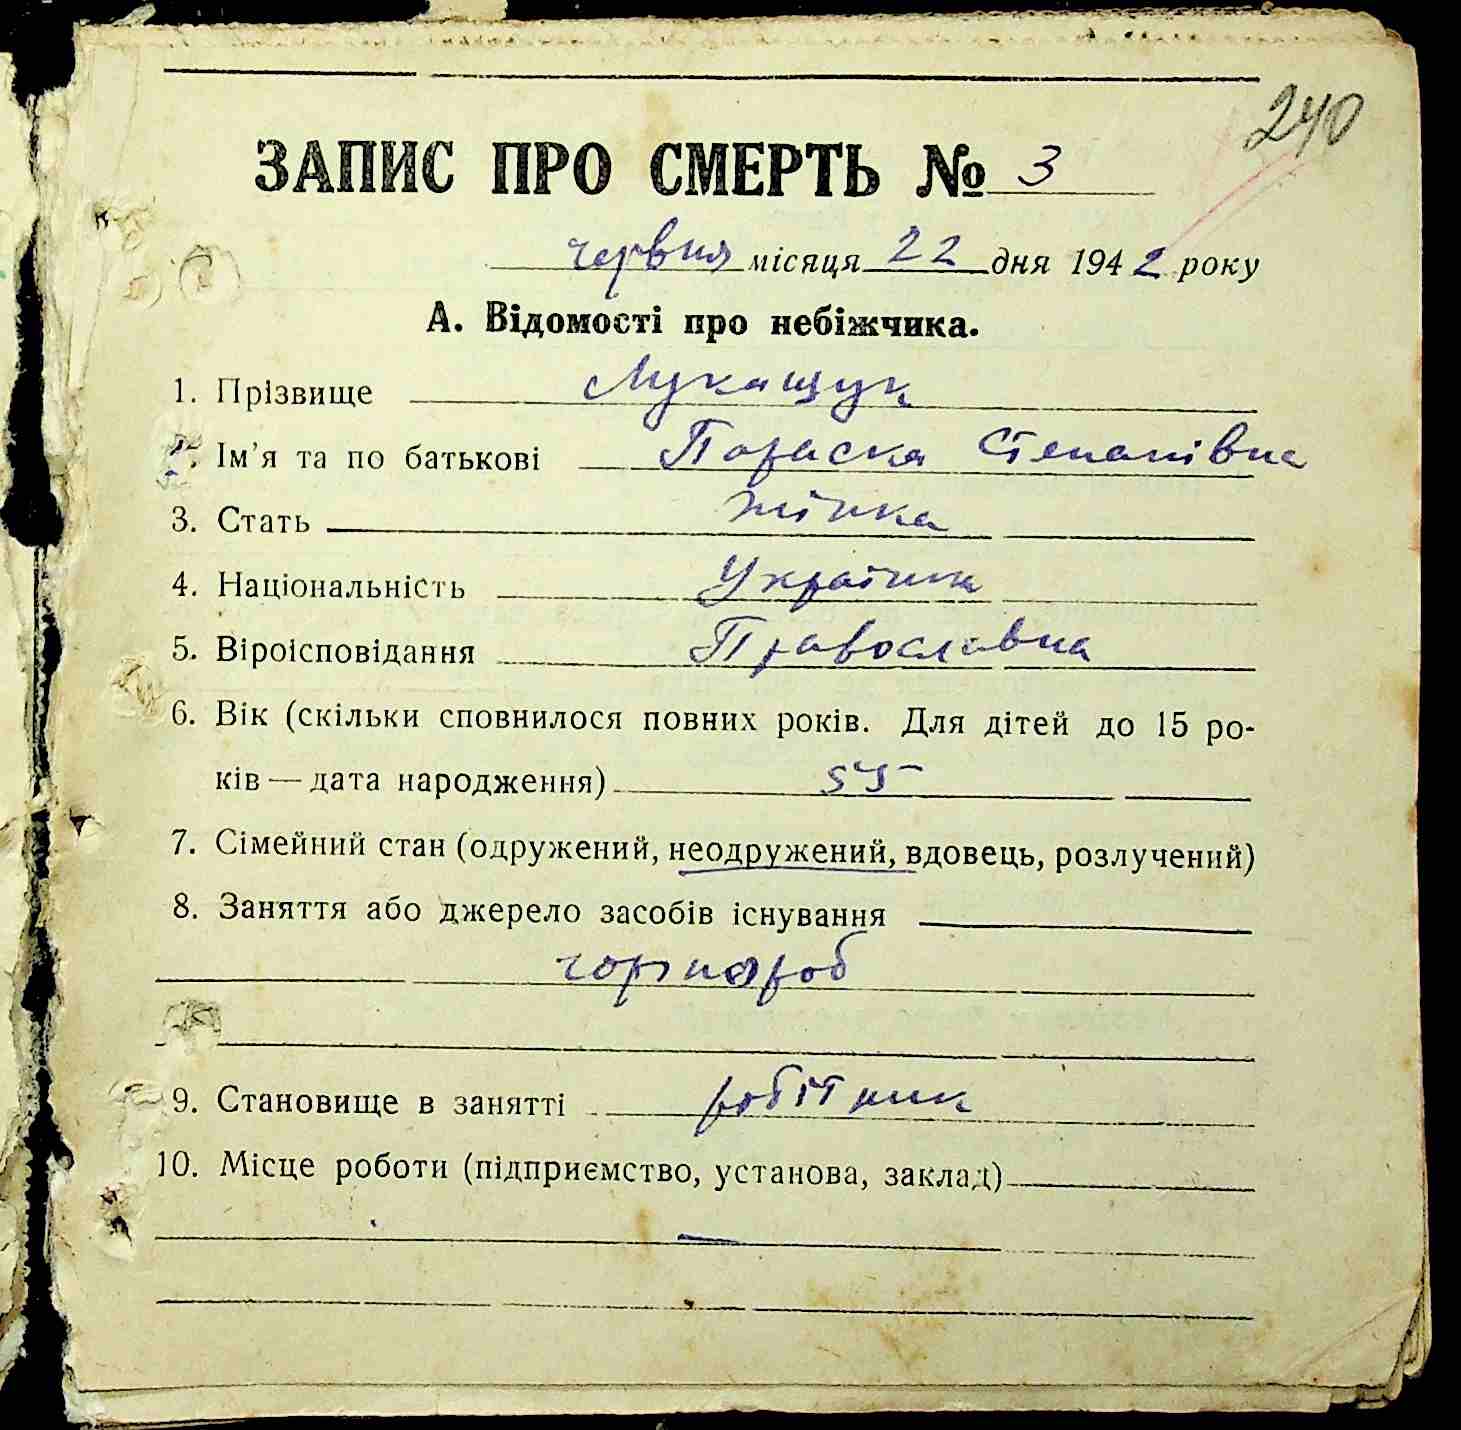 240
ЗАПИС ПРО СМЕРТЬ № 3
червня місяця 22 дня 1942 року
А. Відомості про небіжчика.
1. Прізвище Лукащук
2. Ім'я та по батькові Параска Степанівна
3. Стать жінка
4. Національність Українка
5. Віроісповідання Православна
6. Вік (скільки сповнилося повних років. Для дітей до 15 ро-
ків — дата народження)
7. Сімейний стан (одружений, неодружений, вдовець, розлучений)
8. Заняття або джерело засобів існування
чорнороб
9. Становище в занятті робітник
10. Місце роботи (підприємство, установа, заклад)
—